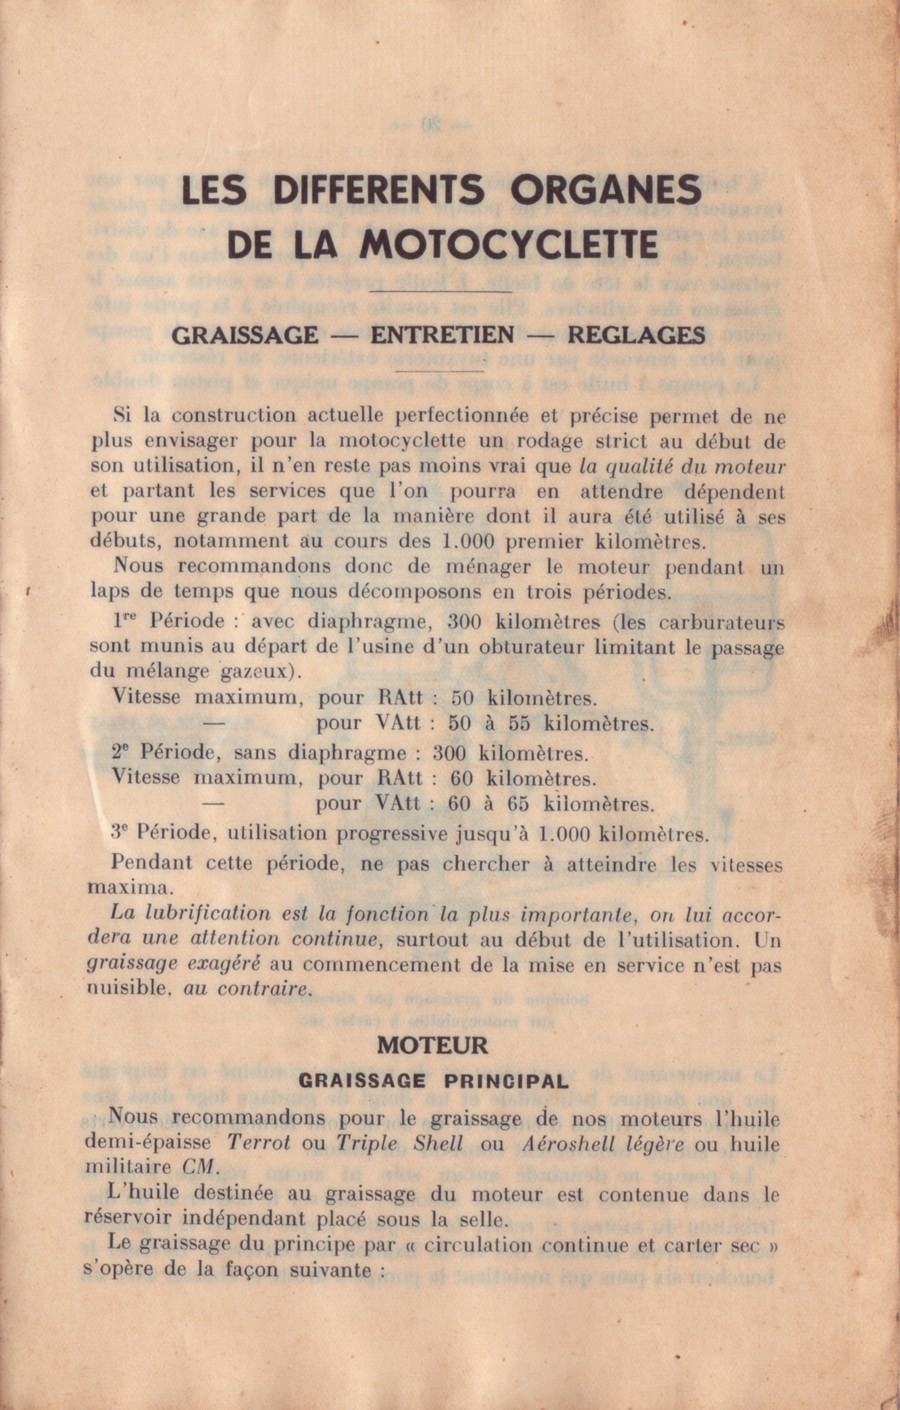 LES DIFFERENTS ORGANES
DE LA MOTOCYCLETTE
GRAISSAGE — ENTRETIEN — REGLAGES
Si la construction actuelle perfectionnée et précise permet de ne
plus envisager pour la motocyclette un rodage strict au début de
son utilisation, il n'en reste pas moins vrai que la qualité du moteur
et partant les services que l'on pourra en attendre dépendent
pour une grande part de la manière dont il aura été utilisé à ses
débuts, notamment au cours des 1.000 premier kilomètres.
Nous recommandons donc de ménager le moteur pendant un
laps de temps que nous décomposons en trois périodes.
1re Période : avec diaphragme, 300 kilomètres (les carburateurs
sont munis au départ de l'usine d'un obturateur limitant le passage
du mélange gazeux).
Vitesse maximum, pour RAtt : 50 kilomètres.
— pour VAtt : 50 à 55 kilomètres.
2e Période, sans diaphragme : 300 kilomètres.
Vitesse maximum, pour RAtt : 60 kilomètres.
— pour VAtt : 60 à 65 kilomètres.
3e Période, utilisation progressive jusqu'à 1.000 kilomètres.
Pendant cette période, ne pas chercher à atteindre les vitesses
maxima.
La lubrification est la fonction la plus importante, on lui accor-
dera une attention continue, surtout au début de l'utilisation. Un
graissage exagéré au commencement de la mise en service n'est pas
nuisible. au contraire.
MOTEUR
GRAISSAGE PRINCIPAL
Nous recommandons pour le graissage de nos moteurs l'huile
demi-épaisse Terrot ou Triple Shell ou Aéroshell légère ou huile
militaire CM.
L'huile destinée au graissage du moteur est contenue dans le
réservoir indépendant placé sous la selle.
Le graissage du principe par « circulation continue et carter sec »
s'opère de la façon suivante :